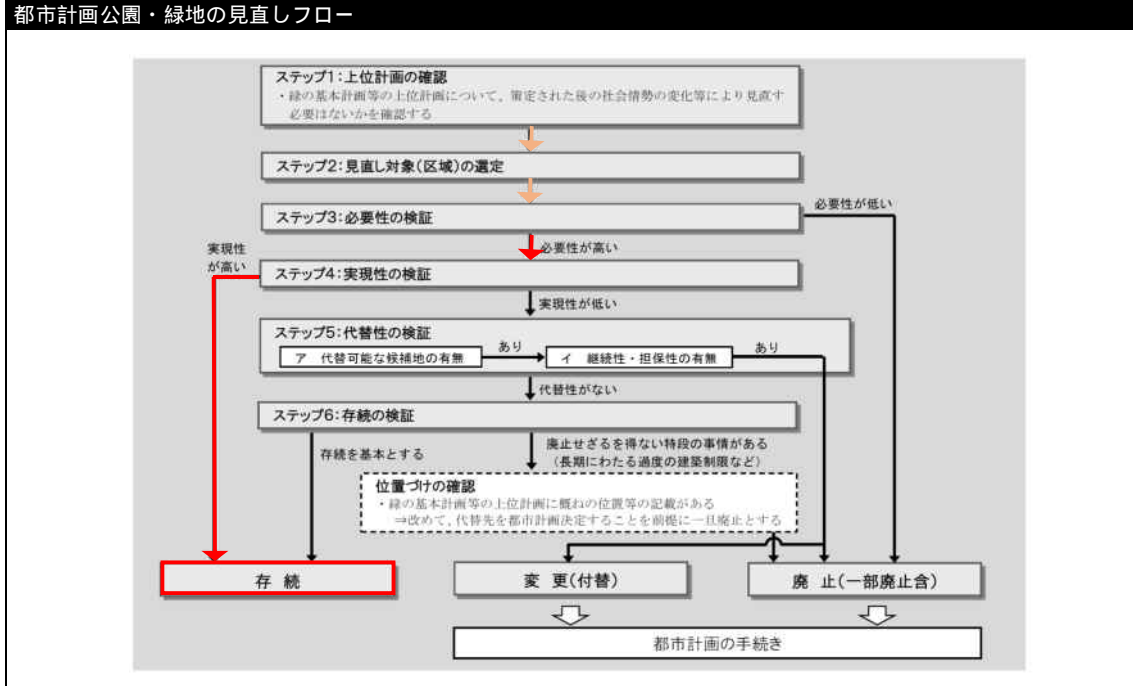 都市計画公園・緑地の見直しフロー
ステップ1:上位計画の確認
・緑の基本計画等の上位計画について，策定された後の社会情勢の変化等により見直す
必要はないかを確認する
ステップ2:見直し対象(区域)の選定
ステップ3:必要性の検証
必要性が低い
必要性が高い
実現性
が高い
ステップ4:実現性の検証
実現性が低い
ステップ5:代替性の検証
ア 代替可能な候補地の有無
あり
イ 継続性・担保性の有無
あり
代替性がない
ステップ6:存続の検証
存続を基本とする
廃止せざるを得ない特段の事情がある
（長期にわたる過度の建築制限など）
位置づけの確認
・緑の基本計画等の上位計画に概ねの位置等の記載がある
⇒改めて，代替先を都市計画決定することを前提に一旦廃止とする
存 続
変 更(付替)
廃 止(一部廃止含)
都市計画の手続き